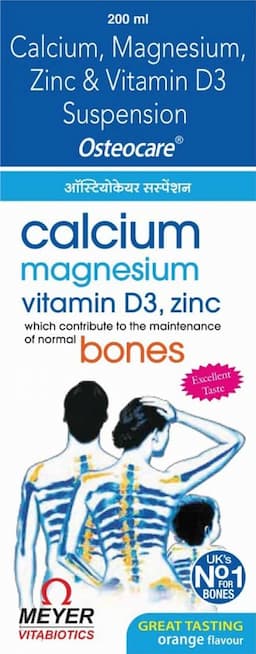 200 ml
Calcium, Magnesium,
Zinc & Vitamin D3
Suspension
Osteocare®
ऑस्टियोकेयर सस्पेंशन
calcium
magnesium
vitamin D3, zinc
which contribute to the maintenance
of normal bones
Excellent
Taste
UK's
No1
FOR
BONES
MEYER
VITABIOTICS
GREAT TASTING
orange flavour